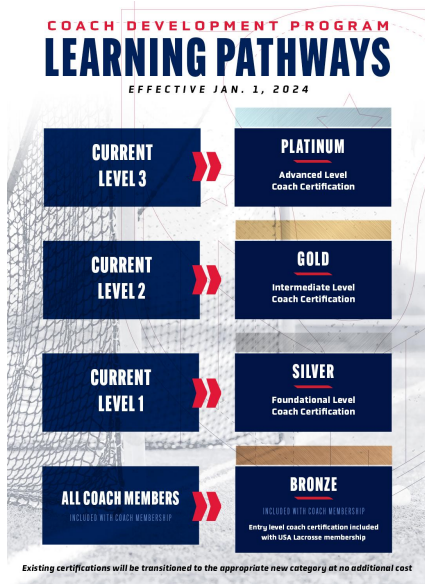 COACH DEVELOPMENT PROGRAM
LEARNING PATHWAYS
EFFECTIVE JAN. 1, 2024
CURRENT
LEVEL 3
PLATINUM
Advanced Level
Coach Certification
CURRENT
LEVEL 2
GOLD
Intermediate Level
Coach Certification
CURRENT
LEVEL 1
SILVER
Foundational Level
Coach Certification
ALL COACH MEMBERS
INCLUDED WITH COACH MEMBERSHIP
BRONZE
INCLUDED WITH COACH MEMBERSHIP
Entry level coach certification included
with USA Lacrosse membership
Existing certifications will be transitioned to the appropriate new category at no additional cost